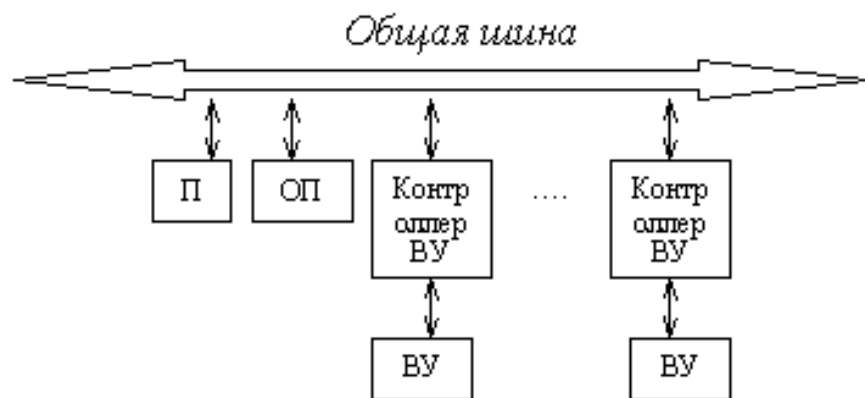 Общая шина
П
ОП
Контр
оллер
ВУ
....
Контр
оллер
ВУ
ВУ
ВУ